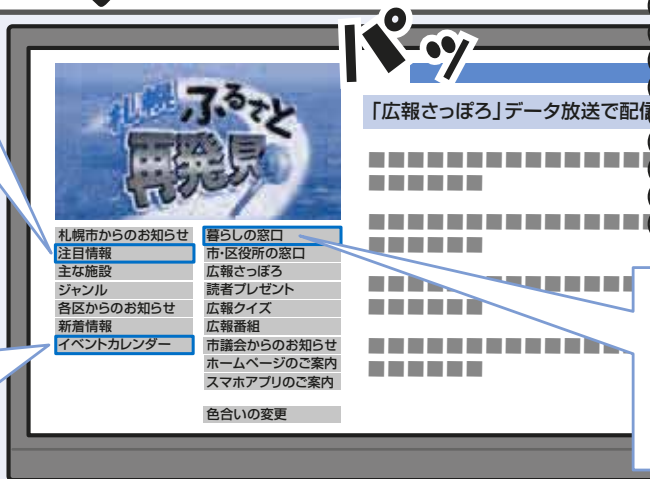 パッ
札幌 ふるさと
再発見
「広報さっぽろ」データ放送で配信
札幌市からのお知らせ
注目情報
主な施設
ジャンル
各区からのお知らせ
新着情報
イベントカレンダー
暮らしの窓口
市・区役所の窓口
広報さっぽろ
読者プレゼント
広報クイズ
広報番組
市議会からのお知らせ
ホームページのご案内
スマホアプリのご案内
色合いの変更